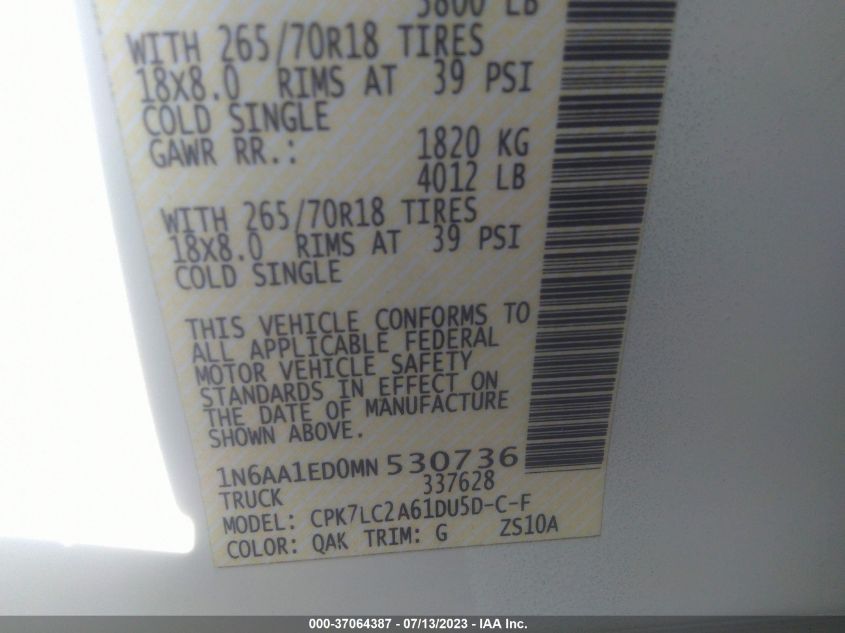 3800 LB
WITH 265/70R18 TIRES
18X8.0 RIMS AT 39 PSI
COLD SINGLE
GAWR RR.: 1820 KG
4012 LB
WITH 265/70R18 TIRES
18X8.0 RIMS AT 39 PSI
COLD SINGLE
THIS VEHICLE CONFORMS TO
ALL APPLICABLE FEDERAL
MOTOR VEHICLE SAFETY
STANDARDS IN EFFECT ON
THE DATE OF MANUFACTURE
SHOWN ABOVE.
1N6AA1ED0MN530736
TRUCK 337628
MODEL: CPK7LC2A61DU5D-C-F
COLOR: QAK TRIM: G ZS10A
000-37064387 - 07/13/2023 - IAA Inc.